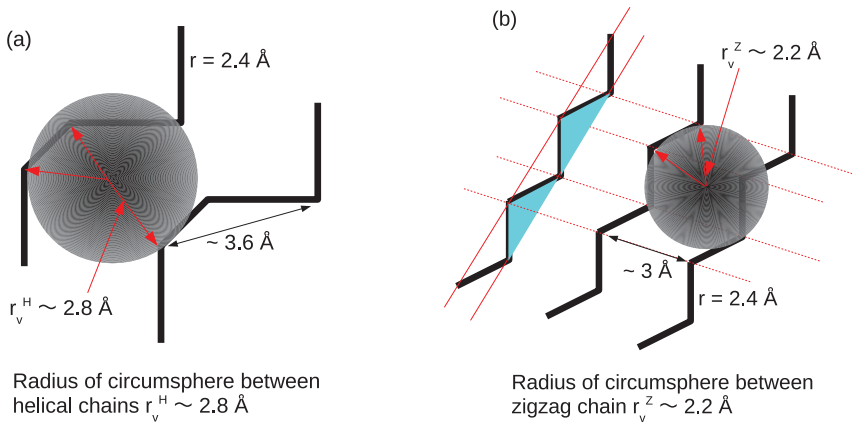 (a)
r = 2.4 Å
~ 3.6 Å
r_v^H ~ 2.8 Å
Radius of circumsphere between
helical chains r_v^H ~ 2.8 Å
(b)
r_v^Z ~ 2.2
~ 3 Å
r = 2.4 Å
Radius of circumsphere between
zigzag chain r_v^Z ~ 2.2 Å